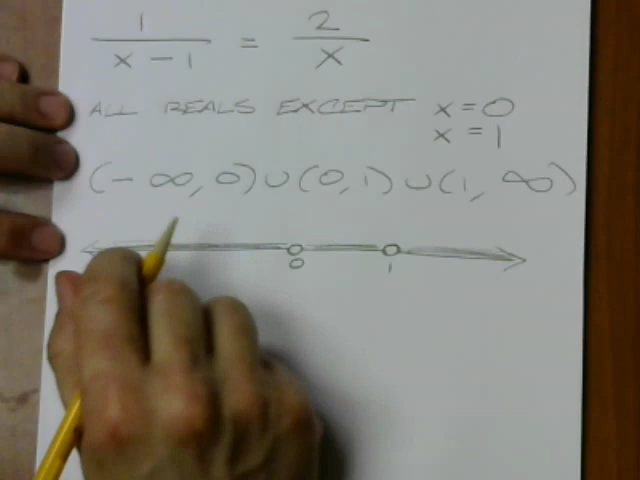 1/(x - 1) = 2/x
ALL REALS EXCEPT x = 0
x = 1
(- ∞, 0) ∪ (0, 1) ∪ (1, ∞)
0 1